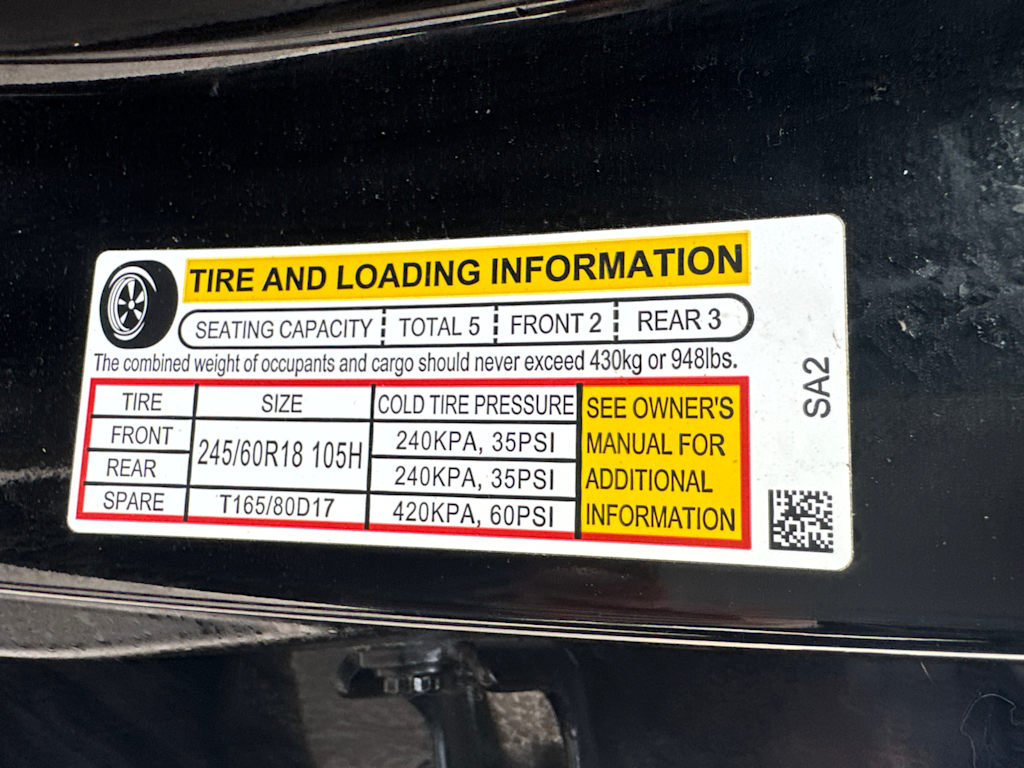 TIRE AND LOADING INFORMATION
SEATING CAPACITY TOTAL 5 FRONT 2 REAR 3
The combined weight of occupants and cargo should never exceed 430kg or 948lbs.
TIRE SIZE COLD TIRE PRESSURE
FRONT 245/60R18 105H 240KPA, 35PSI
REAR 240KPA, 35PSI
SPARE T165/80D17 420KPA, 60PSI
SEE OWNER'S
MANUAL FOR
ADDITIONAL
INFORMATION
SA2